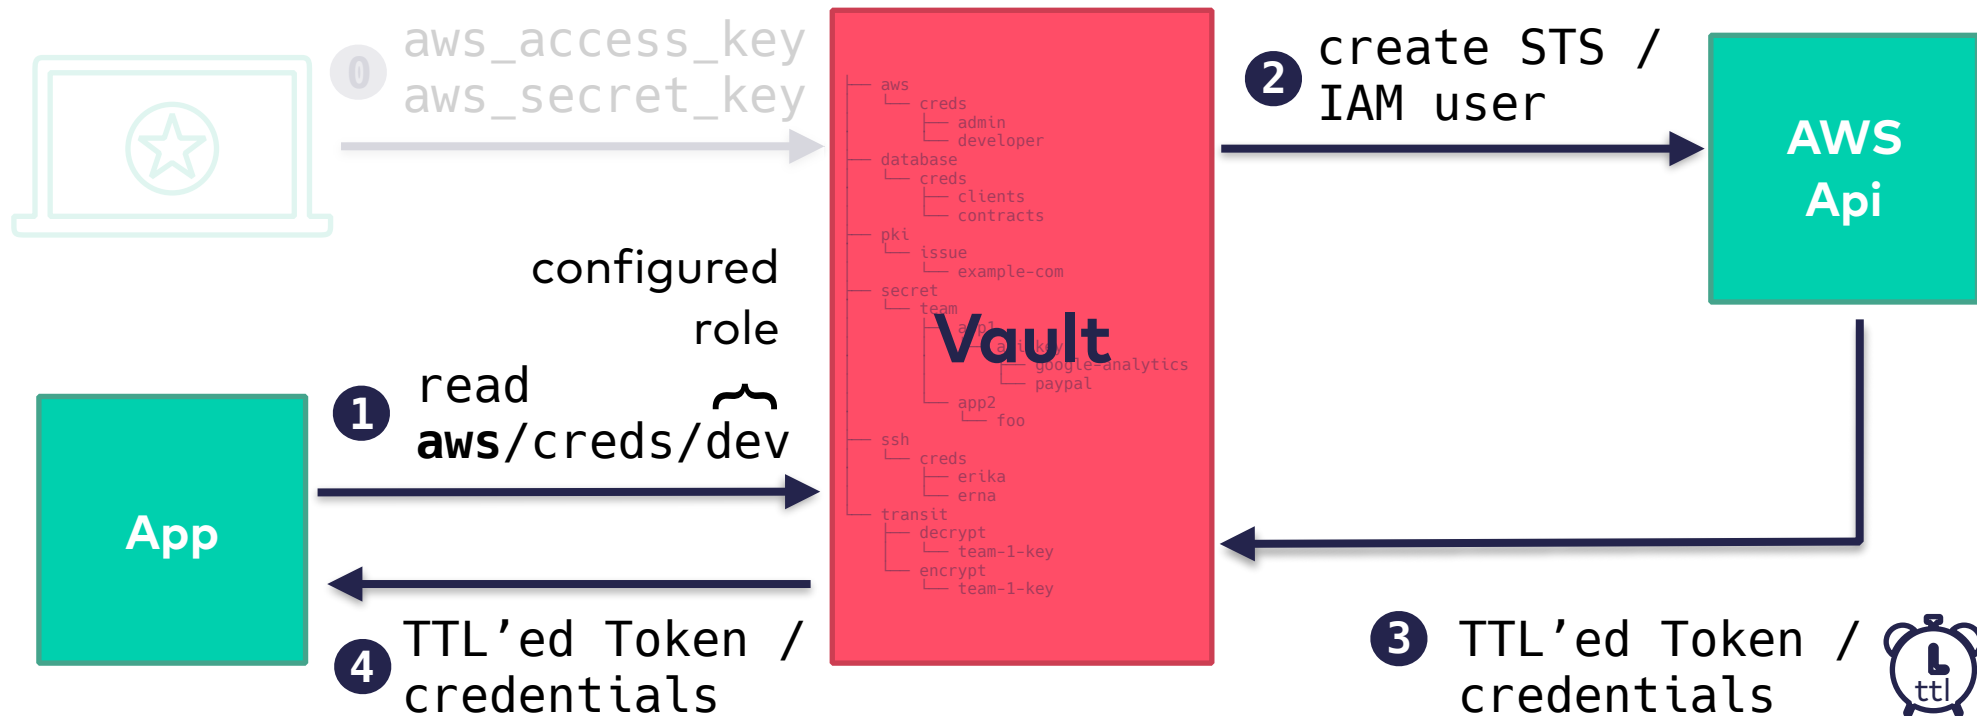 0
aws_access_key
aws_secret_key
2
create STS /
IAM user
AWS
Api
configured
role
1
read
aws/creds/dev
App
Vault
aws
creds
admin
developer
database
creds
clients
contracts
pki
issue
example-com
secret
team
app1
google-analytics
paypal
app2
foo
ssh
creds
erika
erna
transit
decrypt
team-1-key
encrypt
team-1-key
4
TTL’ed Token /
credentials
3
TTL’ed Token /
credentials
ttl